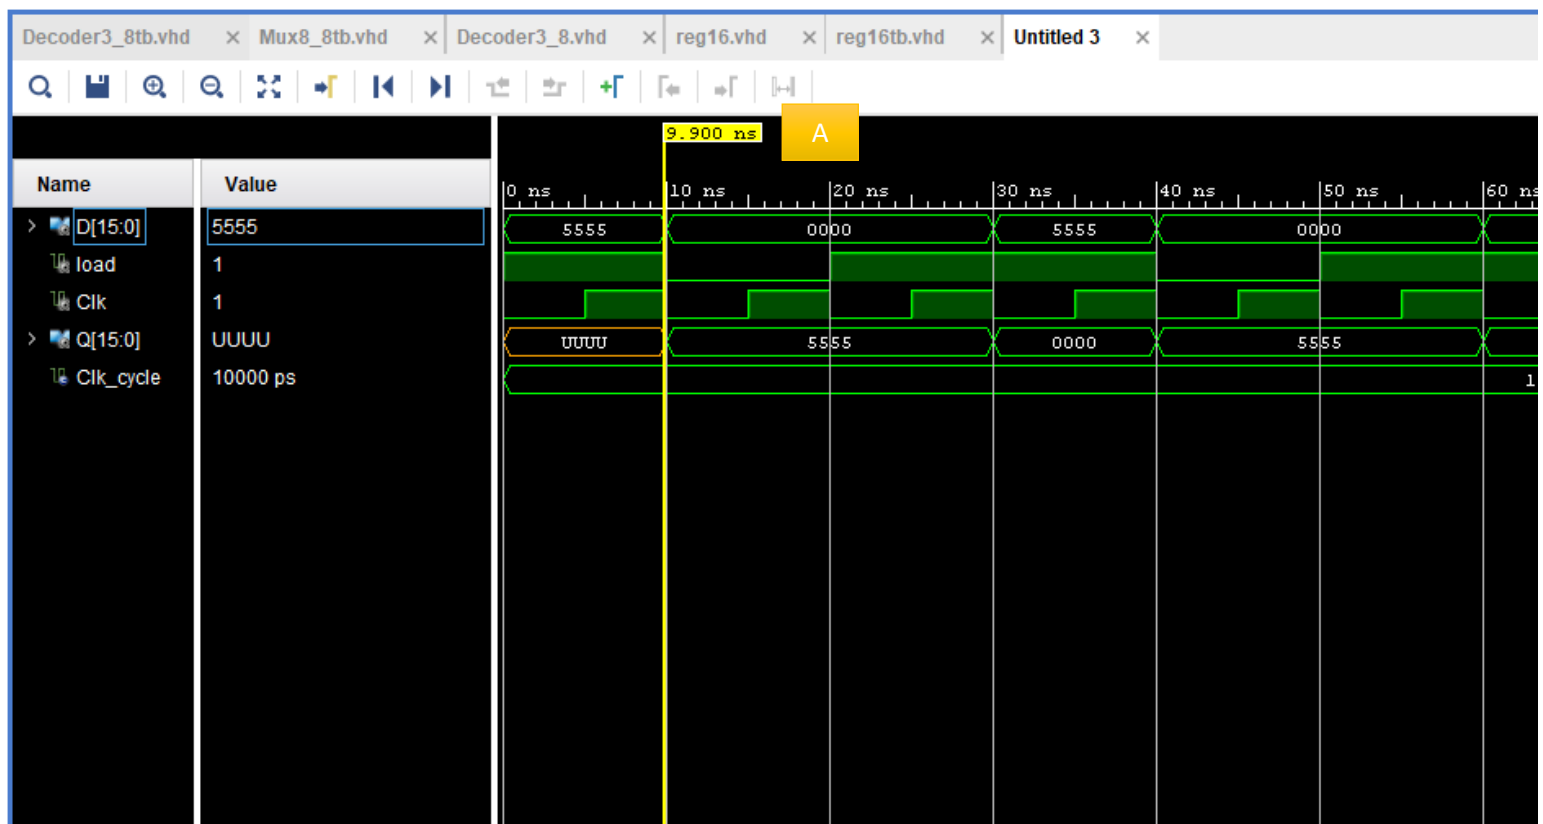 Decoder3_8tb.vhd × Mux8_8tb.vhd × Decoder3_8.vhd × reg16.vhd × reg16tb.vhd × Untitled 3 ×
9.900 ns A
Name Value
0 ns 10 ns 20 ns 30 ns 40 ns 50 ns 60 ns
D[15:0] 5555 5555 0000 5555 0000
load 1
Clk 1
Q[15:0] UUUU UUUU 5555 0000 5555
Clk_cycle 10000 ps 1